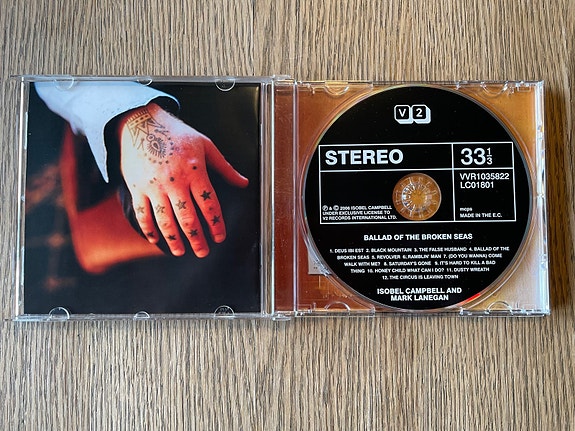 V2
STEREO
33 1/3
VVR1035822
LC01801
℗ & © 2006 ISOBEL CAMPBELL
UNDER EXCLUSIVE LICENSE TO
V2 RECORDS INTERNATIONAL LTD.
mcps
MADE IN THE E.C.
BALLAD OF THE BROKEN SEAS
1. DEUS IBI EST 2. BLACK MOUNTAIN 3. THE FALSE HUSBAND 4. BALLAD OF
THE BROKEN SEAS 5. REVOLVER 6. RAMBLIN' MAN 7. (DO YOU WANNA) COME
WALK WITH ME? 8. SATURDAY'S GONE 9. IT'S HARD TO KILL A BAD
THING 10. HONEY CHILD WHAT CAN I DO? 11. DUSTY WREATH
12. THE CIRCUS IS LEAVING TOWN
ISOBEL CAMPBELL AND
MARK LANEGAN